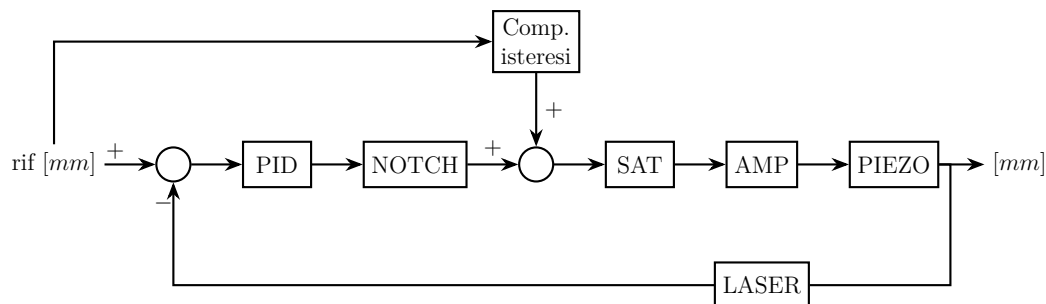 Comp.
isteresi
rif [mm] + PID NOTCH + + SAT AMP PIEZO [mm]
−
LASER